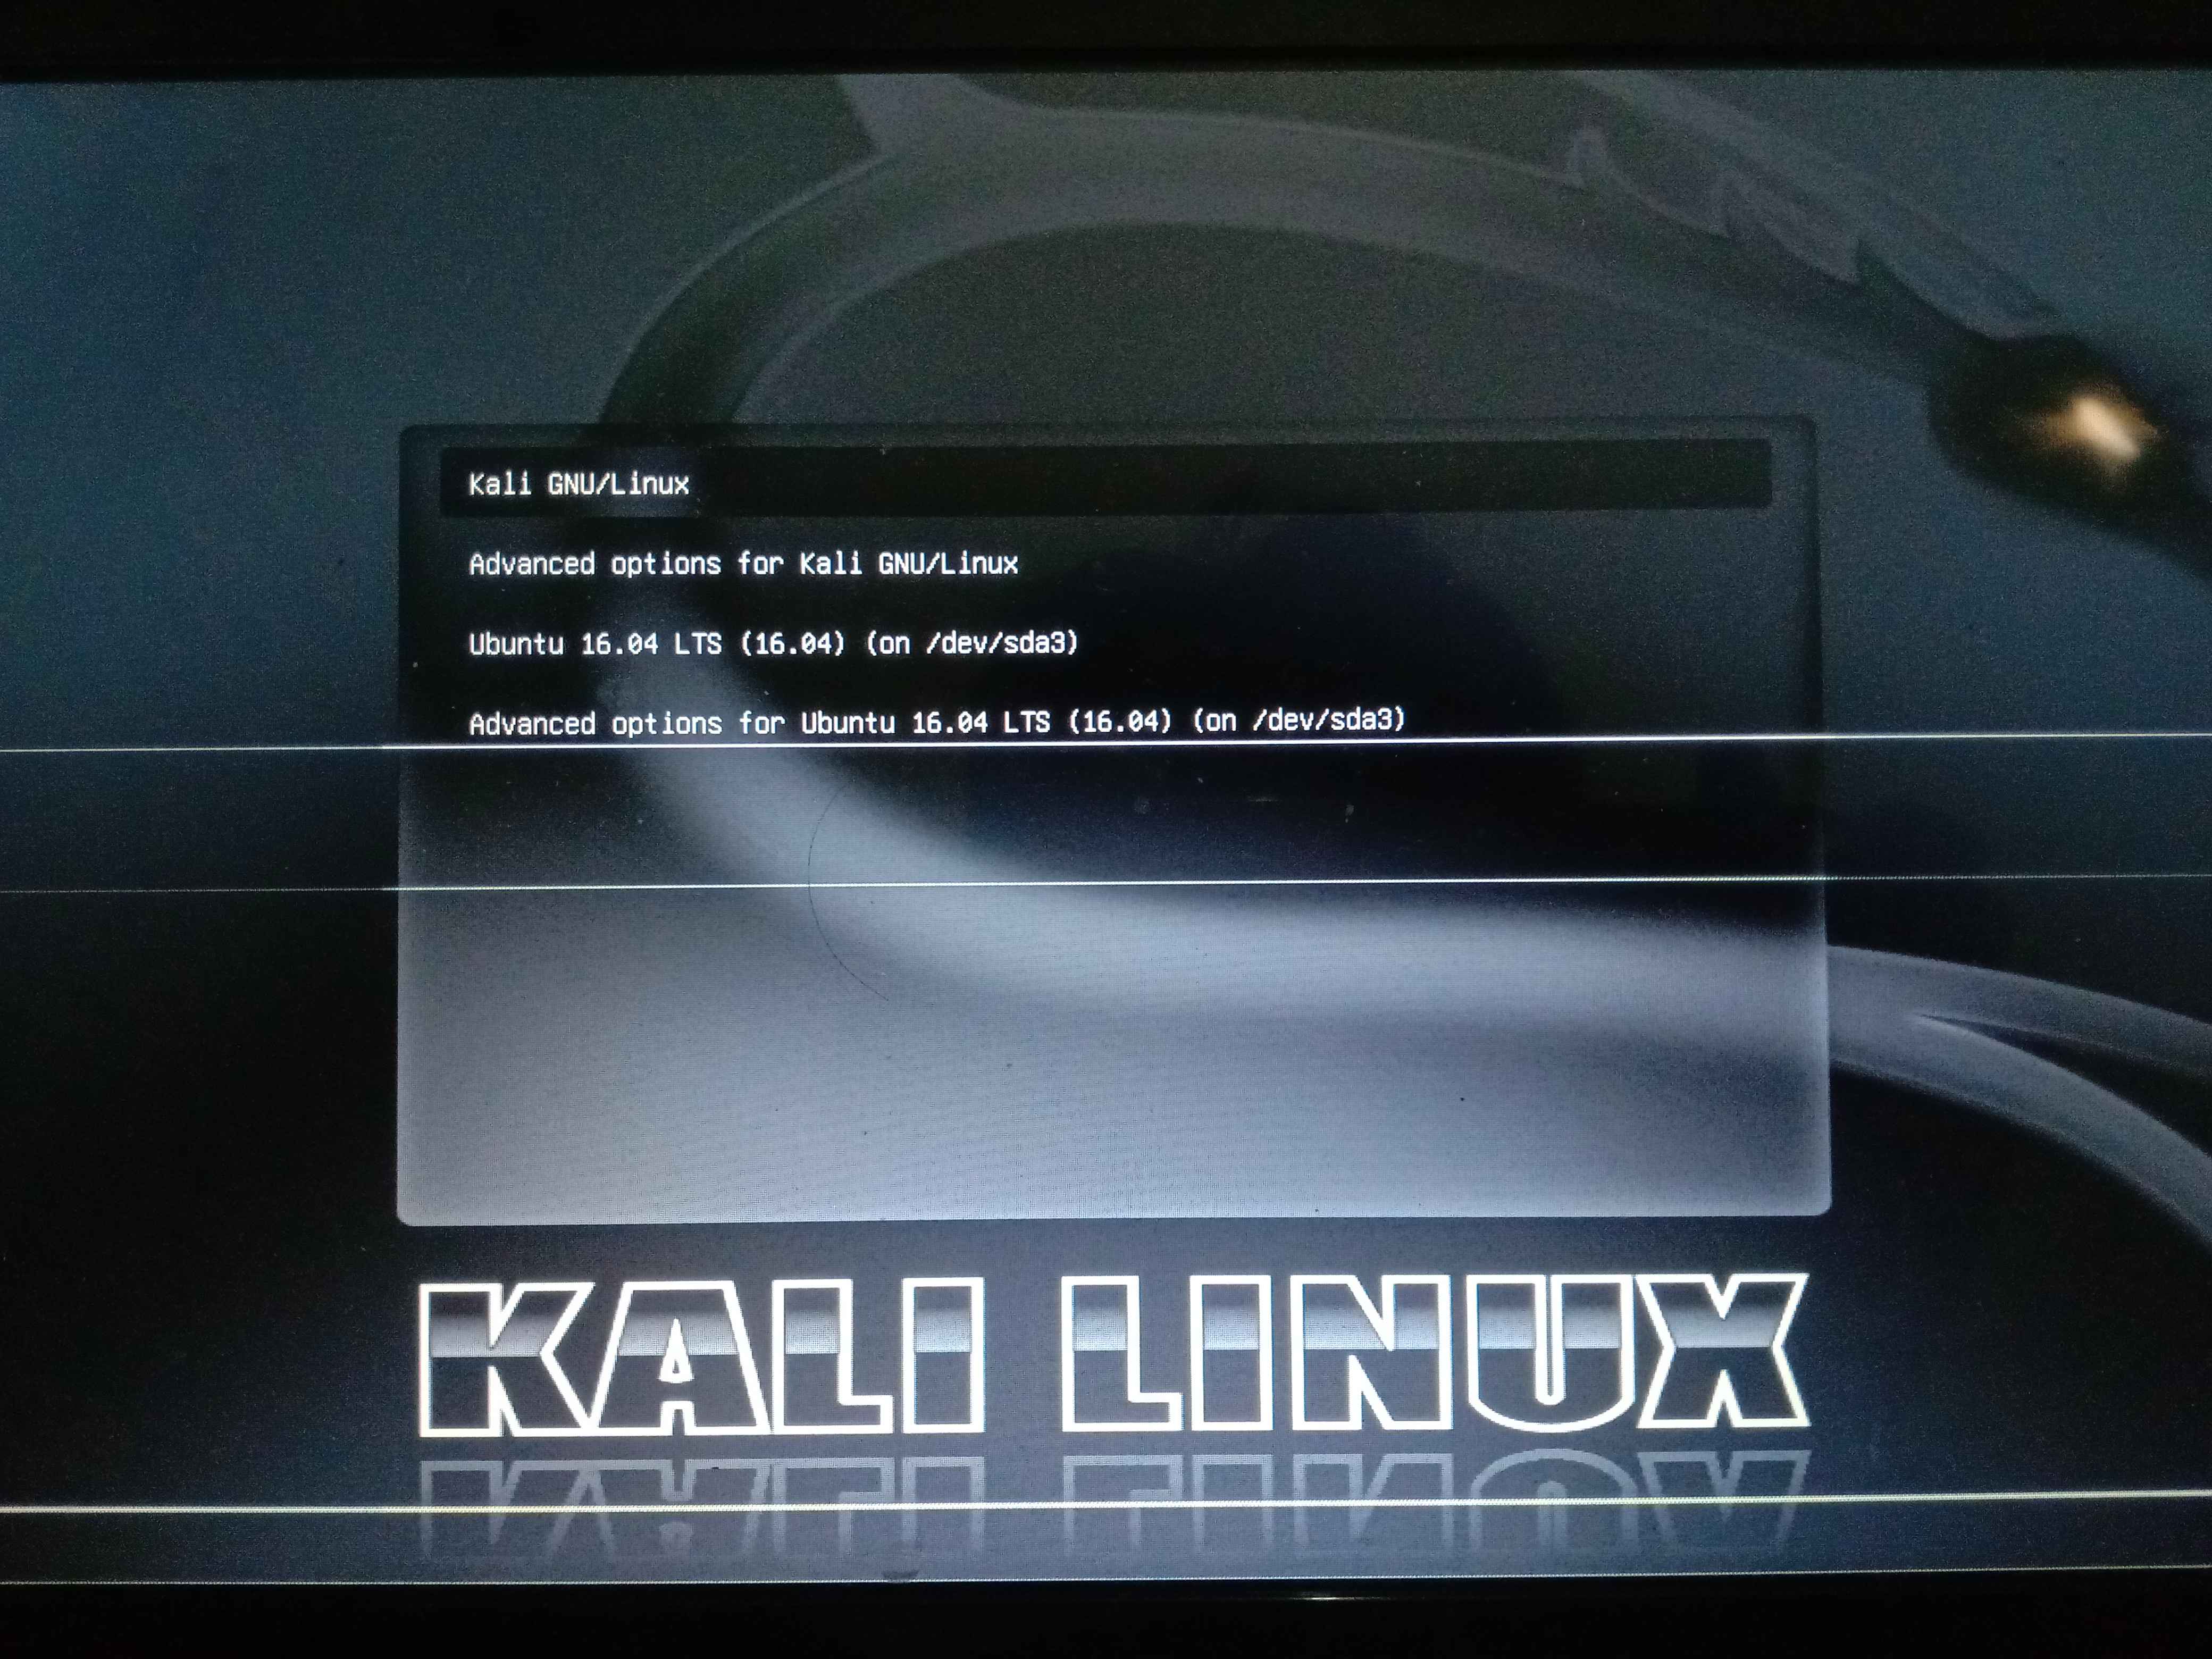 Kali GNU/Linux
Advanced options for Kali GNU/Linux
Ubuntu 16.04 LTS (16.04) (on /dev/sda3)
Advanced options for Ubuntu 16.04 LTS (16.04) (on /dev/sda3)
KALI LINUX